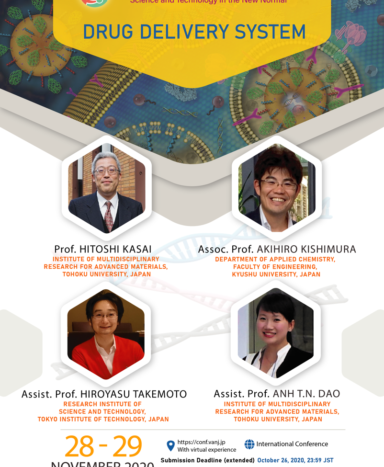 Science and Technology in the New Normal
DRUG DELIVERY SYSTEM
Prof. HITOSHI KASAI
INSTITUTE OF MULTIDISCIPLINARY
RESEARCH FOR ADVANCED MATERIALS,
TOHOKU UNIVERSITY, JAPAN
Assoc. Prof. AKIHIRO KISHIMURA
DEPARTMENT OF APPLIED CHEMISTRY,
FACULTY OF ENGINEERING,
KYUSHU UNIVERSITY, JAPAN
Assist. Prof. HIROYASU TAKEMOTO
RESEARCH INSTITUTE OF
SCIENCE AND TECHNOLOGY,
TOKYO INSTITUTE OF TECHNOLOGY, JAPAN
Assist. Prof. ANH T.N. DAO
INSTITUTE OF MULTIDISCIPLINARY
RESEARCH FOR ADVANCED MATERIALS,
TOHOKU UNIVERSITY, JAPAN
28 - 29
NOVEMBER 2020
https://conf.vanj.jp
With virtual experience
International Conference
Submission Deadline (extended) October 26, 2020, 23:59 JST